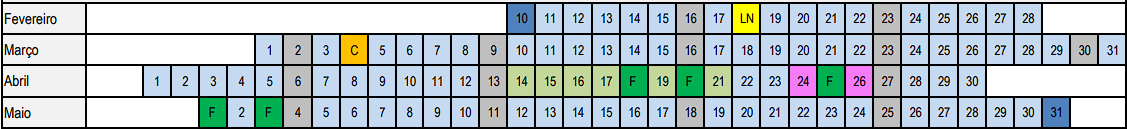 Fevereiro 10 11 12 13 14 15 16 17 LN 19 20 21 22 23 24 25 26 27 28
Março 1 2 3 C 5 6 7 8 9 10 11 12 13 14 15 16 17 18 19 20 21 22 23 24 25 26 27 28 29 30 31
Abril 1 2 3 4 5 6 7 8 9 10 11 12 13 14 15 16 17 F 19 F 21 22 23 24 F 26 27 28 29 30
Maio F 2 F 4 5 6 7 8 9 10 11 12 13 14 15 16 17 18 19 20 21 22 23 24 25 26 27 28 29 30 31